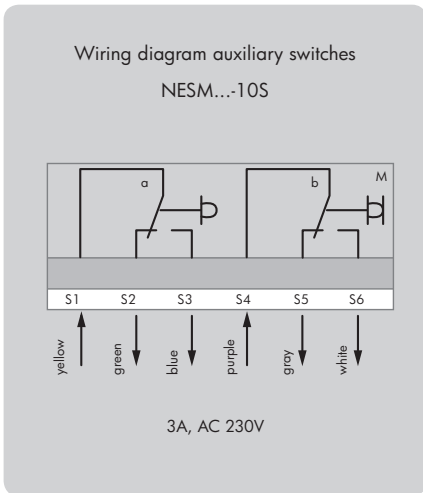 Wiring diagram auxiliary switches
NESM...-10S
a b M
S1 S2 S3 S4 S5 S6
yellow green blue purple gray white
3A, AC 230V